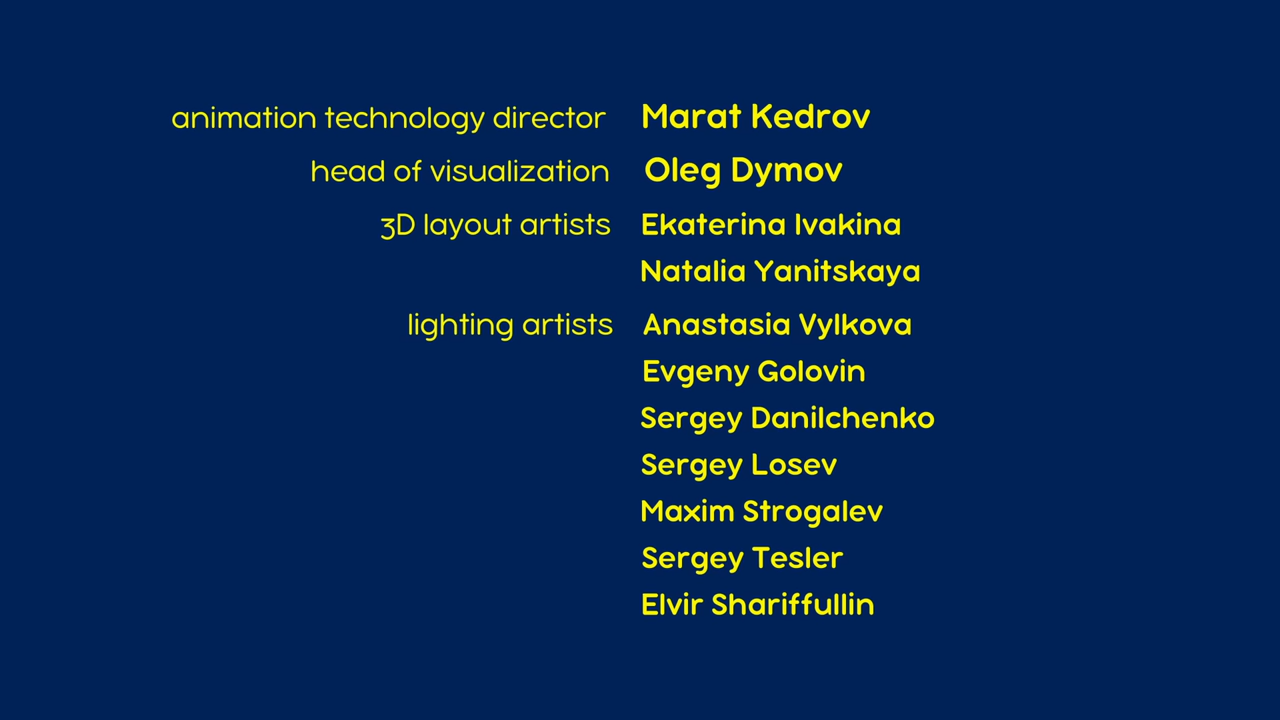 animation technology director Marat Kedrov
head of visualization Oleg Dymov
3D layout artists Ekaterina Ivakina
Natalia Yanitskaya
lighting artists Anastasia Vylkova
Evgeny Golovin
Sergey Danilchenko
Sergey Losev
Maxim Strogalev
Sergey Tesler
Elvir Shariffullin